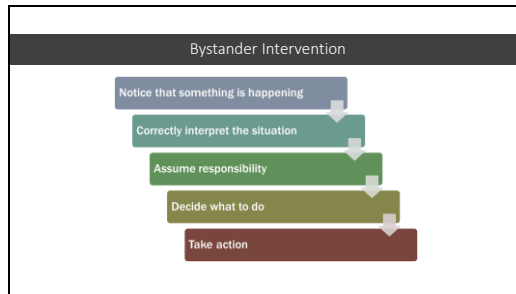 Bystander Intervention
Notice that something is happening
Correctly interpret the situation
Assume responsibility
Decide what to do
Take action